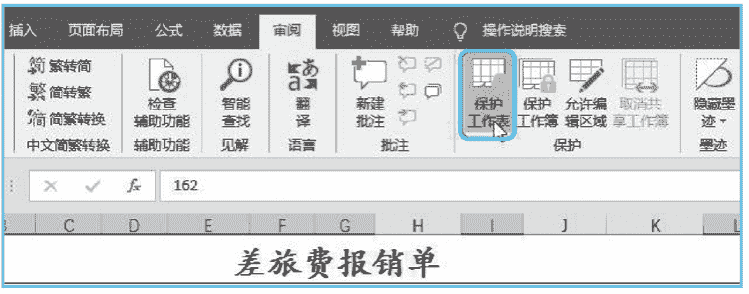 插入 页面布局 公式 数据 审阅 视图 帮助 操作说明搜索
简 繁转简
繁 简转繁
简 简繁转换
中文简繁转换
检查
辅助功能
辅助功能
智能
查找
见解
あ
a
翻
译
语言
新建
批注
批注
保护
工作表
保护
工作簿
允许编
辑区域
取消共
享工作簿
保护
隐藏墨
迹
墨迹
fx 162
C D E F G H I J K L
差旅费报销单